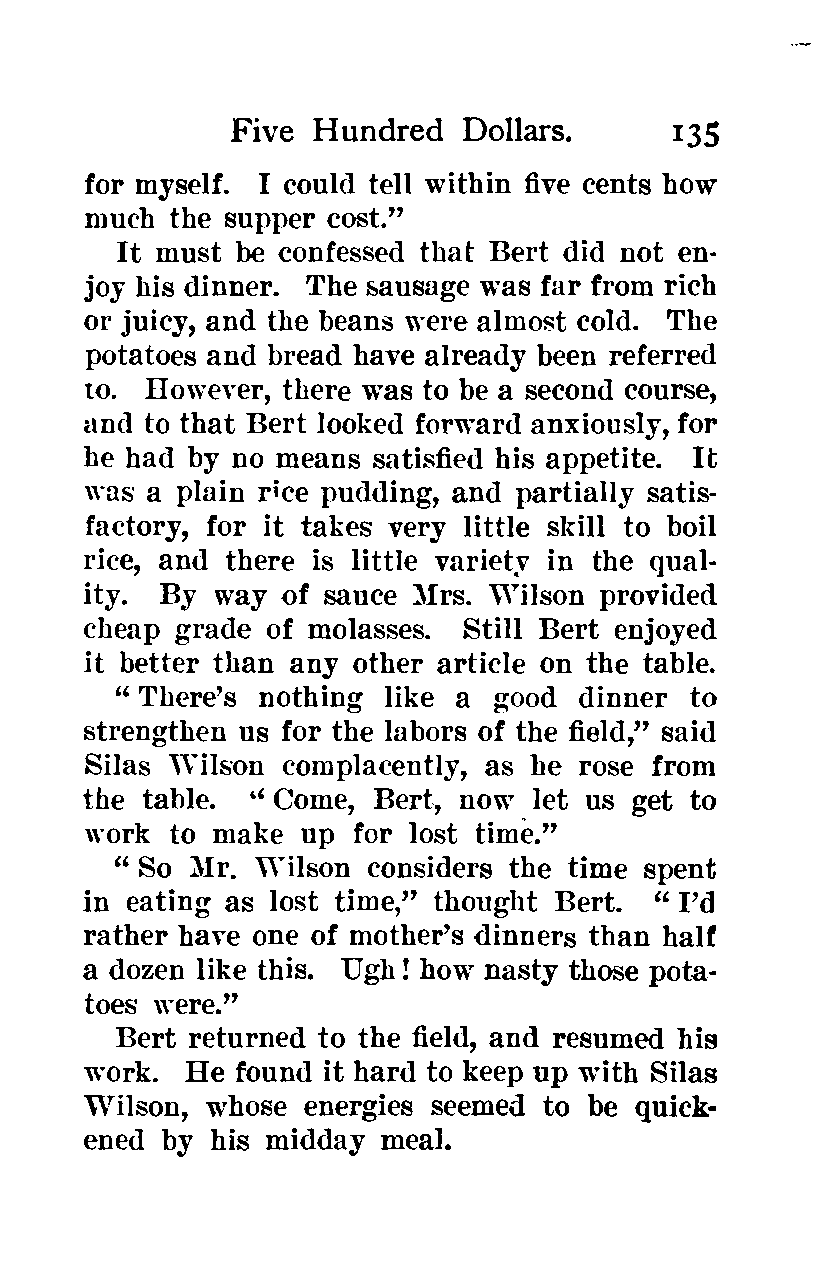 Five Hundred Dollars. 135
for myself. I could tell within five cents how
much the supper cost.”
It must be confessed that Bert did not en-
joy his dinner. The sausage was far from rich
or juicy, and the beans were almost cold. The
potatoes and bread have already been referred
to. However, there was to be a second course,
and to that Bert looked forward anxiously, for
he had by no means satisfied his appetite. It
was a plain rice pudding, and partially satis-
factory, for it takes very little skill to boil
rice, and there is little variety in the qual-
ity. By way of sauce Mrs. Wilson provided
cheap grade of molasses. Still Bert enjoyed
it better than any other article on the table.
“There’s nothing like a good dinner to
strengthen us for the labors of the field,” said
Silas Wilson complacently, as he rose from
the table. “Come, Bert, now let us get to
work to make up for lost time.”
“So Mr. Wilson considers the time spent
in eating as lost time,” thought Bert. “I’d
rather have one of mother’s dinners than half
a dozen like this. Ugh! how nasty those pota-
toes were.”
Bert returned to the field, and resumed his
work. He found it hard to keep up with Silas
Wilson, whose energies seemed to be quick-
ened by his midday meal.